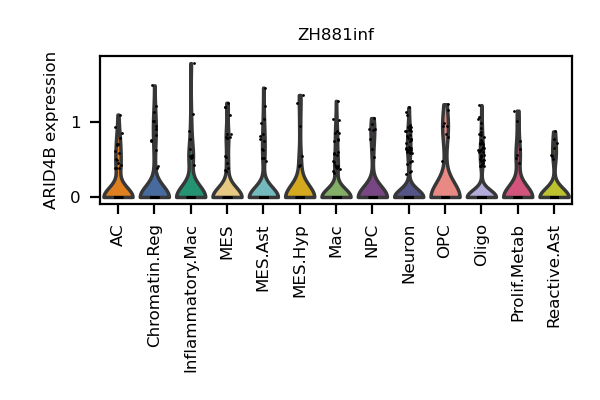 ZH881inf
ARID4B expression
1
0
AC
Chromatin.Reg
Inflammatory.Mac
MES
MES.Ast
MES.Hyp
Mac
NPC
Neuron
OPC
Oligo
Prolif.Metab
Reactive.Ast